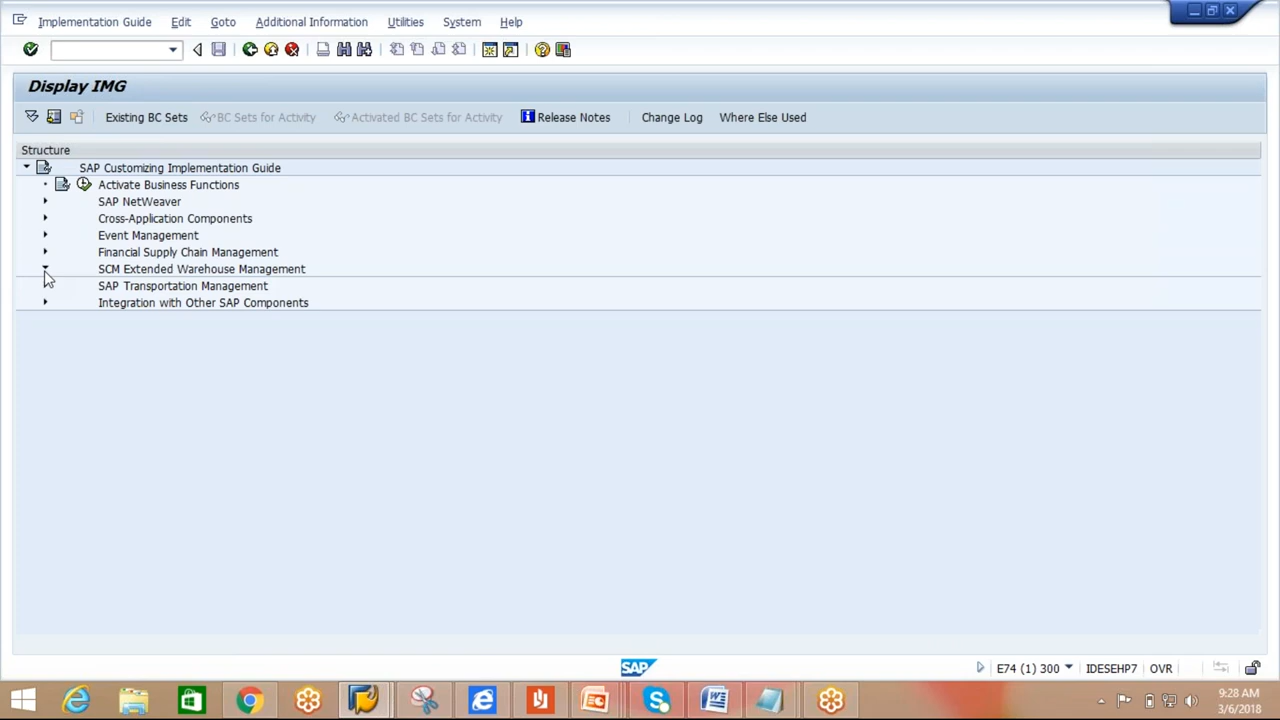 Implementation Guide Edit Goto Additional Information Utilities System Help
Display IMG
Existing BC Sets BC Sets for Activity Activated BC Sets for Activity Release Notes Change Log Where Else Used
Structure
SAP Customizing Implementation Guide
Activate Business Functions
SAP NetWeaver
Cross-Application Components
Event Management
Financial Supply Chain Management
SCM Extended Warehouse Management
SAP Transportation Management
Integration with Other SAP Components
SAP E74 (1) 300 IDESEHP7 OVR
9:28 AM
3/6/2018